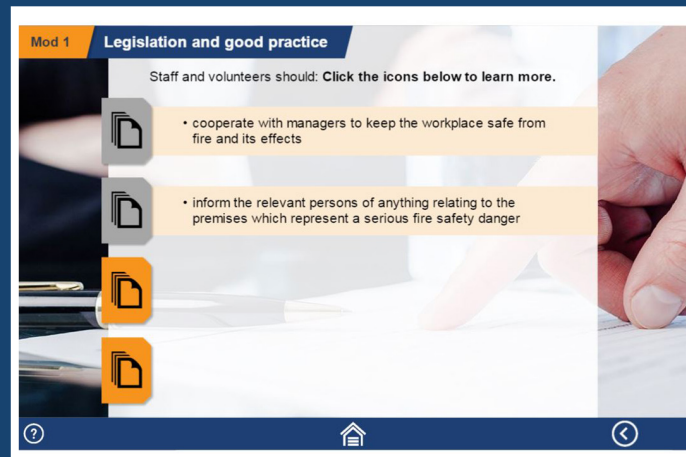 Mod 1
Legislation and good practice
Staff and volunteers should: Click the icons below to learn more.
• cooperate with managers to keep the workplace safe from
fire and its effects
• inform the relevant persons of anything relating to the
premises which represent a serious fire safety danger
?